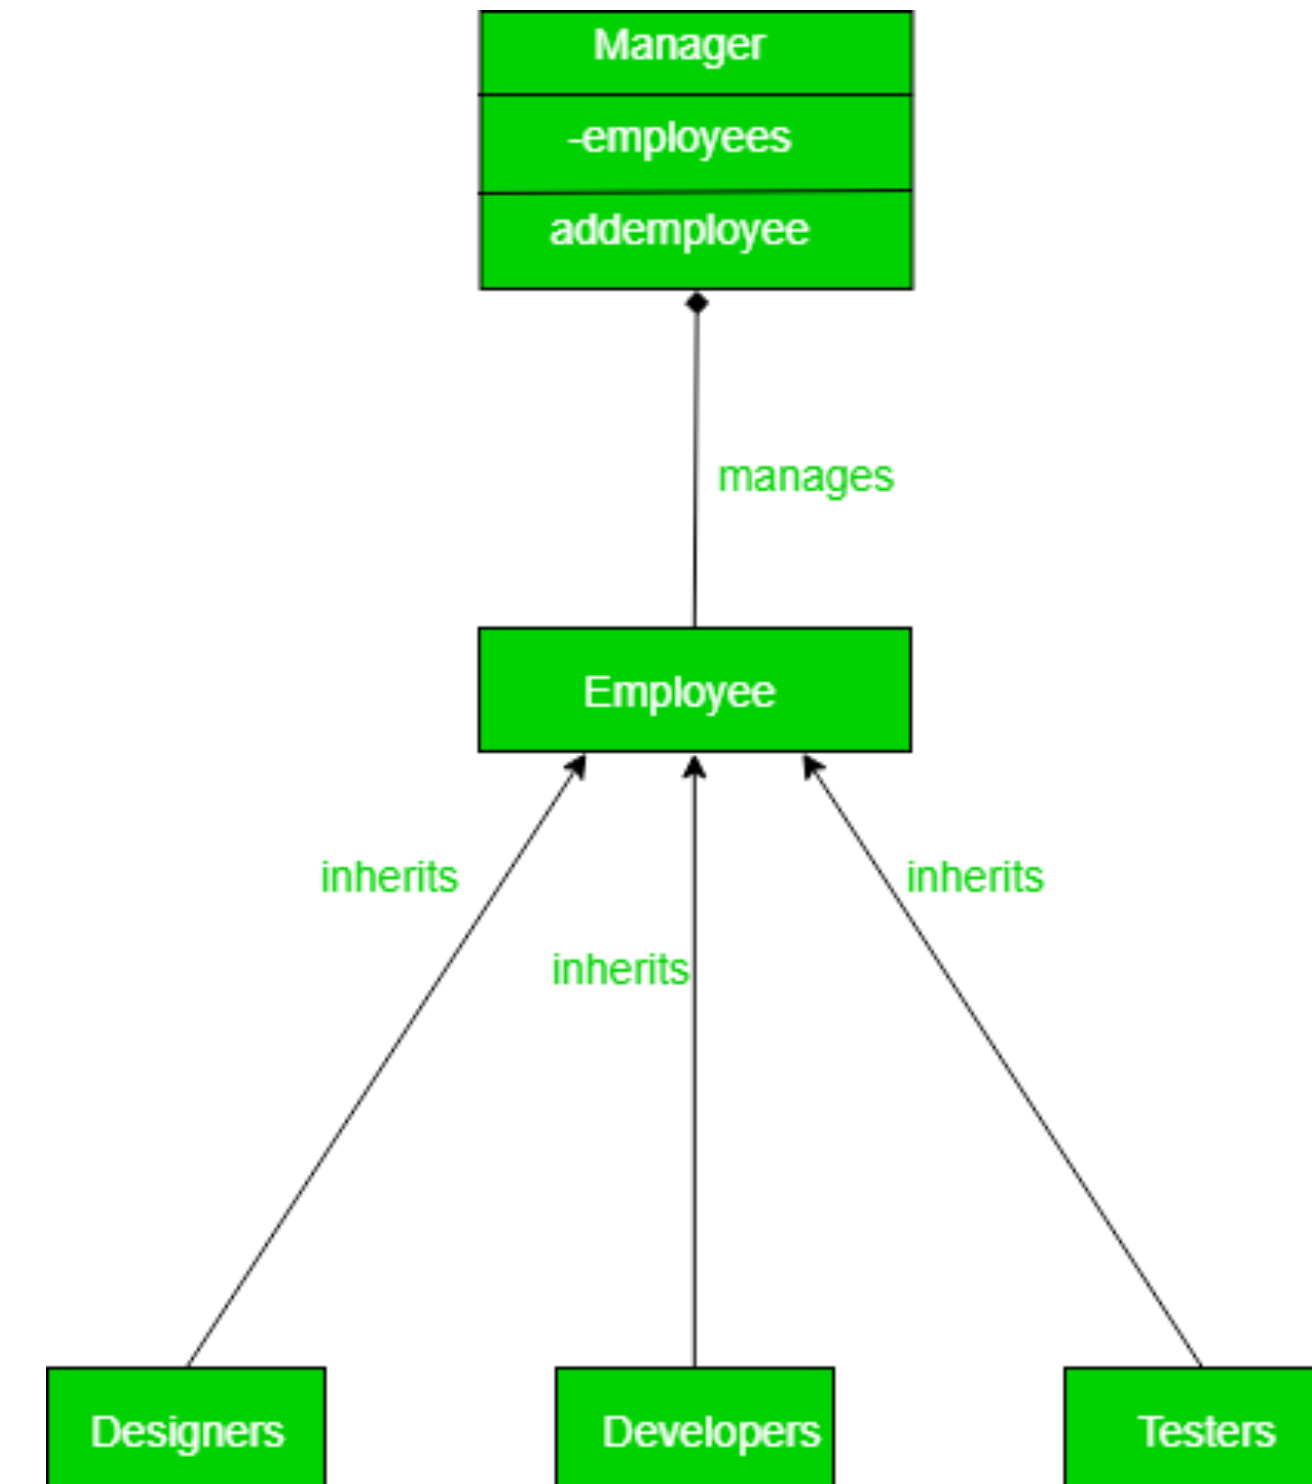 Manager
-employees
addemployee
manages
Employee
inherits
inherits
inherits
Designers
Developers
Testers